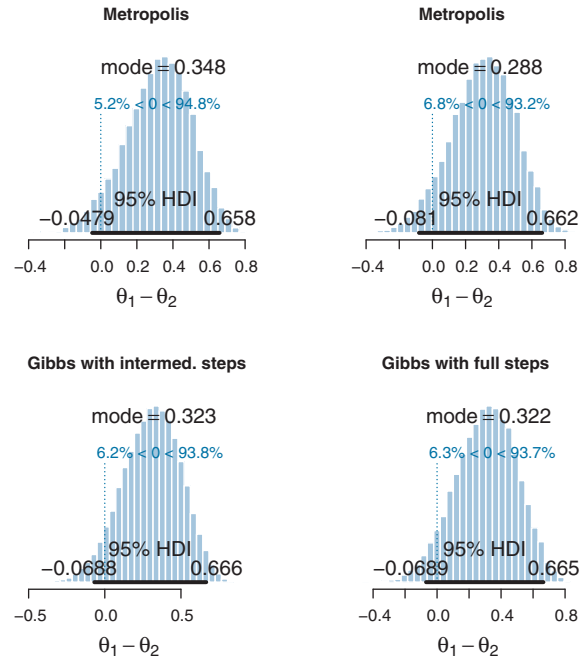 Metropolis
mode = 0.348
5.2% < 0 < 94.8%
95% HDI
−0.0479 0.658
−0.4 0.0 0.2 0.4 0.6 0.8
θ1 − θ2
Metropolis
mode = 0.288
6.8% < 0 < 93.2%
95% HDI
−0.081 0.662
−0.4 0.0 0.2 0.4 0.6 0.8
θ1 − θ2
Gibbs with intermed. steps
mode = 0.323
6.2% < 0 < 93.8%
95% HDI
−0.0688 0.666
−0.5 0.0 0.5
θ1 − θ2
Gibbs with full steps
mode = 0.322
6.3% < 0 < 93.7%
95% HDI
−0.0689 0.665
−0.4 0.0 0.4 0.8
θ1 − θ2